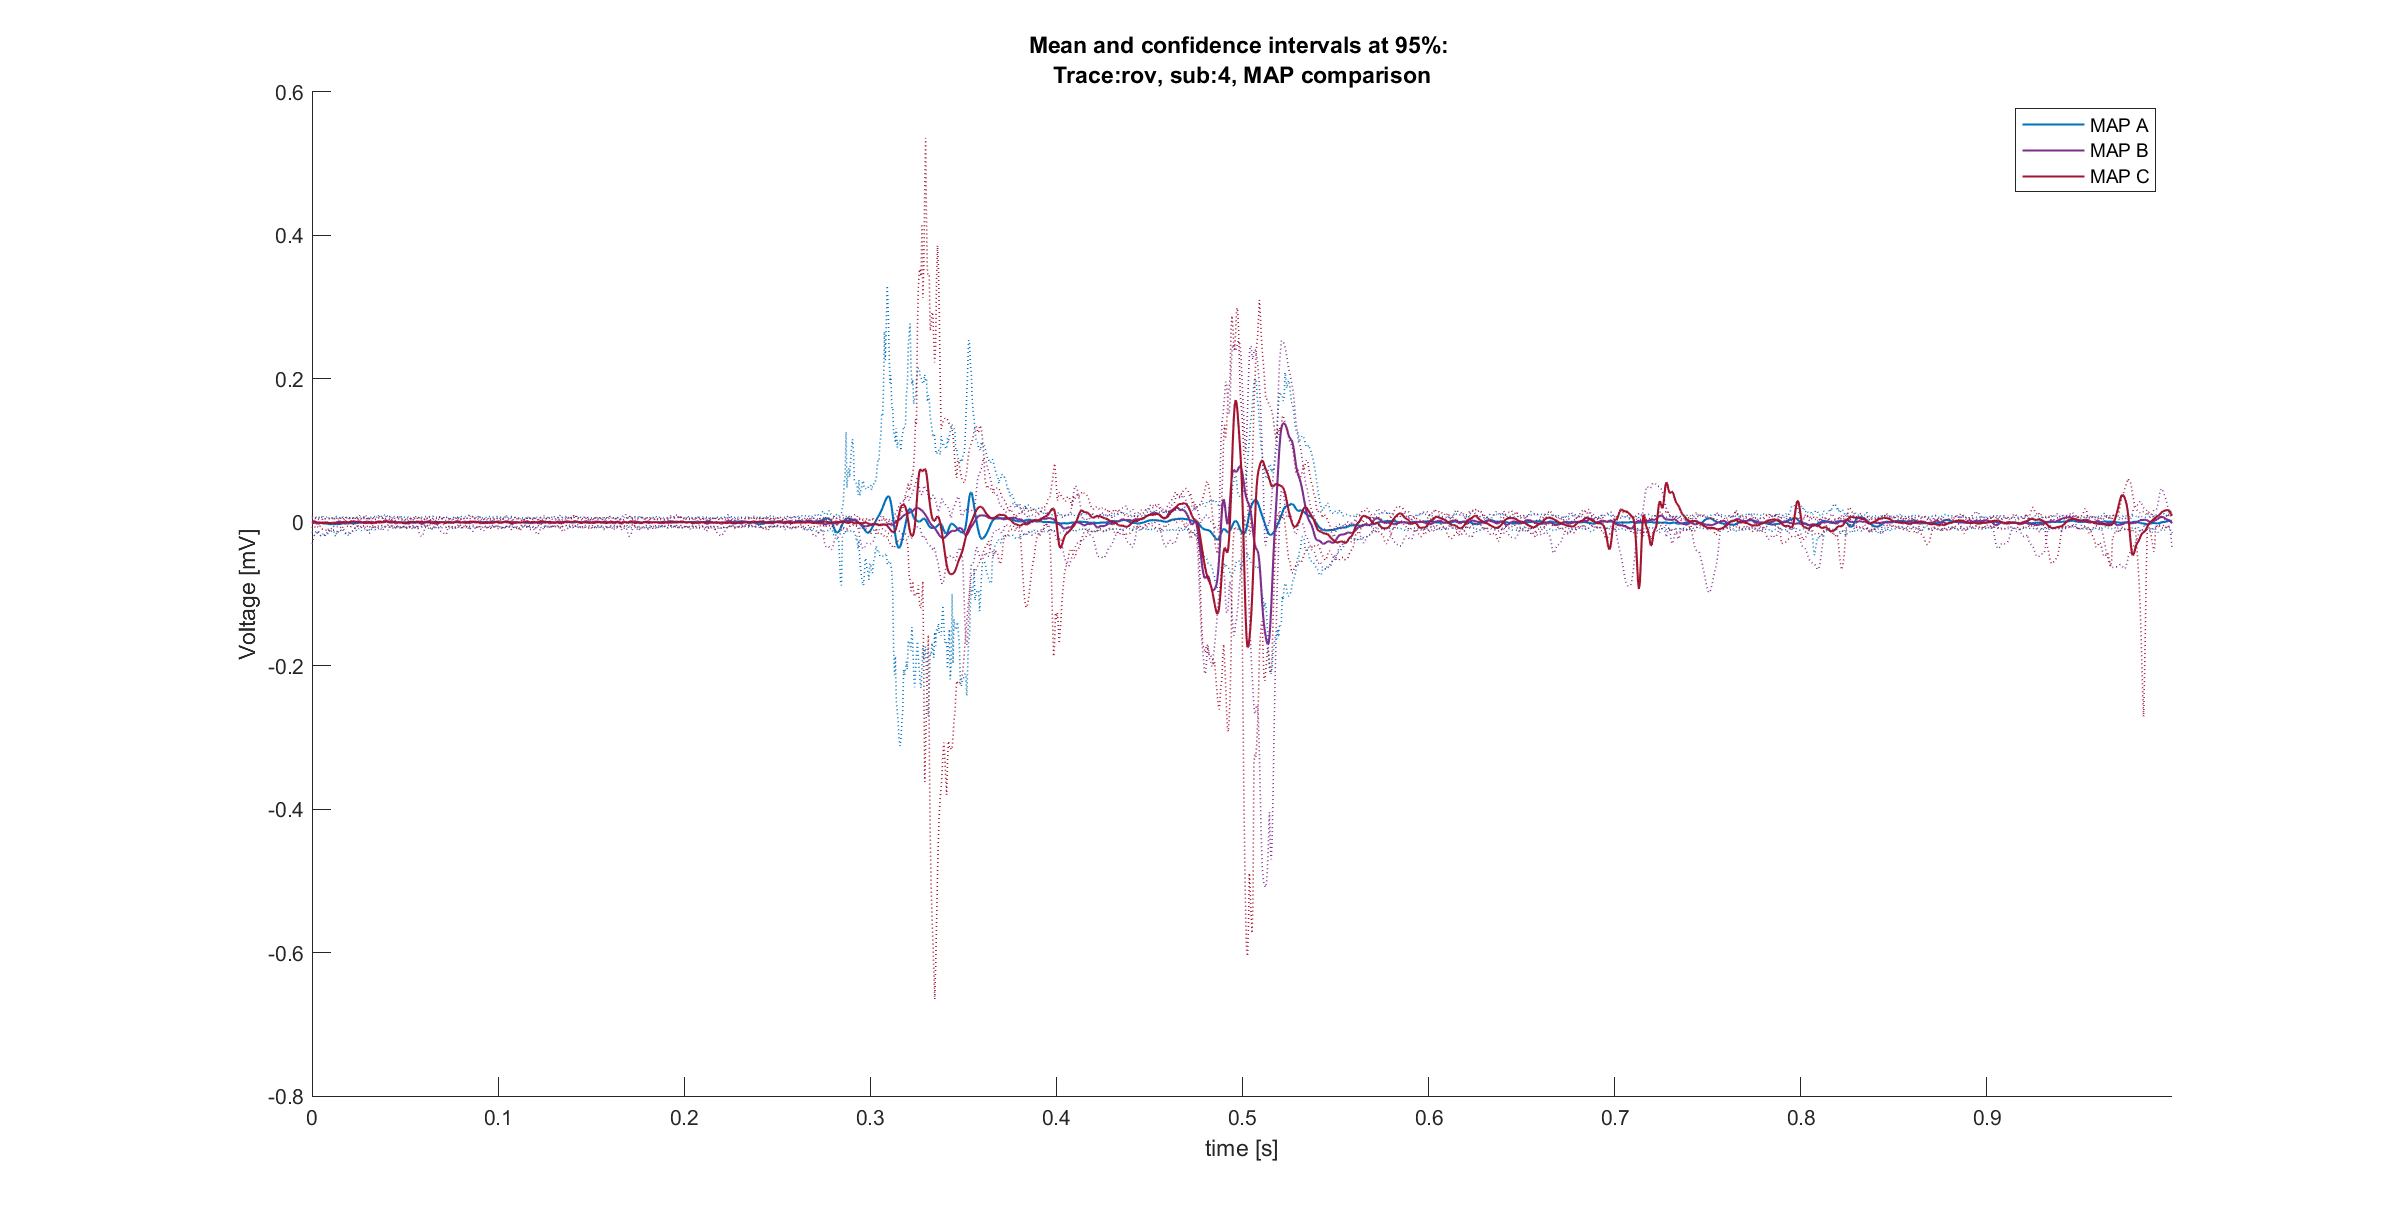 Mean and confidence intervals at 95%:
Trace:rov, sub:4, MAP comparison
MAP A
MAP B
MAP C
Voltage [mV]
0.6
0.4
0.2
0
-0.2
-0.4
-0.6
-0.8
0
0.1
0.2
0.3
0.4
0.5
0.6
0.7
0.8
0.9
time [s]